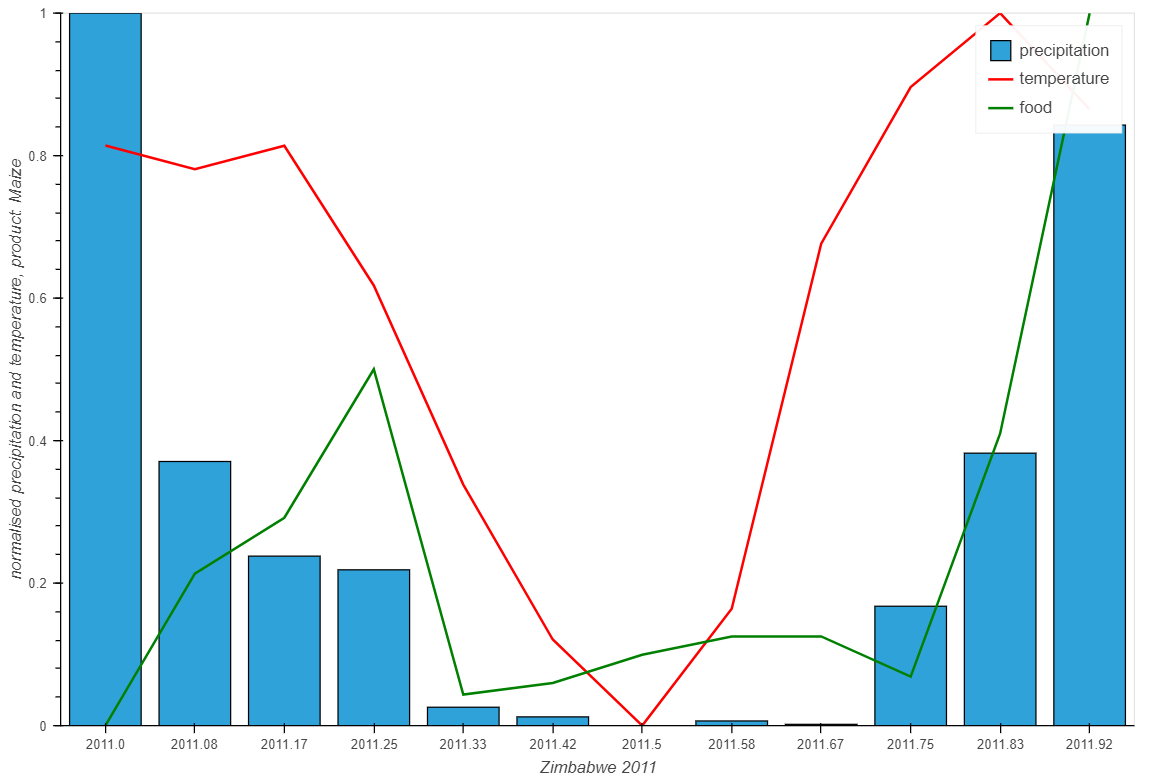 1
0.8
0.6
0.4
0.2
0
normalised precipitation and temperature, product: Maize
precipitation
temperature
food
2011.0 2011.08 2011.17 2011.25 2011.33 2011.42 2011.5 2011.58 2011.67 2011.75 2011.83 2011.92
Zimbabwe 2011